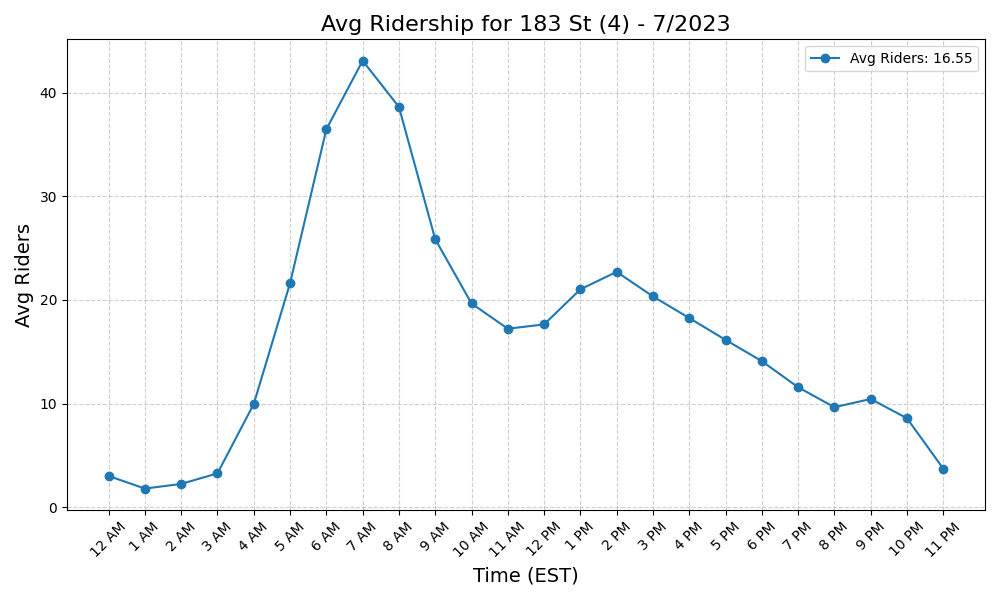 Avg Ridership for 183 St (4) - 7/2023
Avg Riders: 16.55
Avg Riders
40
30
20
10
0
12 AM
1 AM
2 AM
3 AM
4 AM
5 AM
6 AM
7 AM
8 AM
9 AM
10 AM
11 AM
12 PM
1 PM
2 PM
3 PM
4 PM
5 PM
6 PM
7 PM
8 PM
9 PM
10 PM
11 PM
Time (EST)